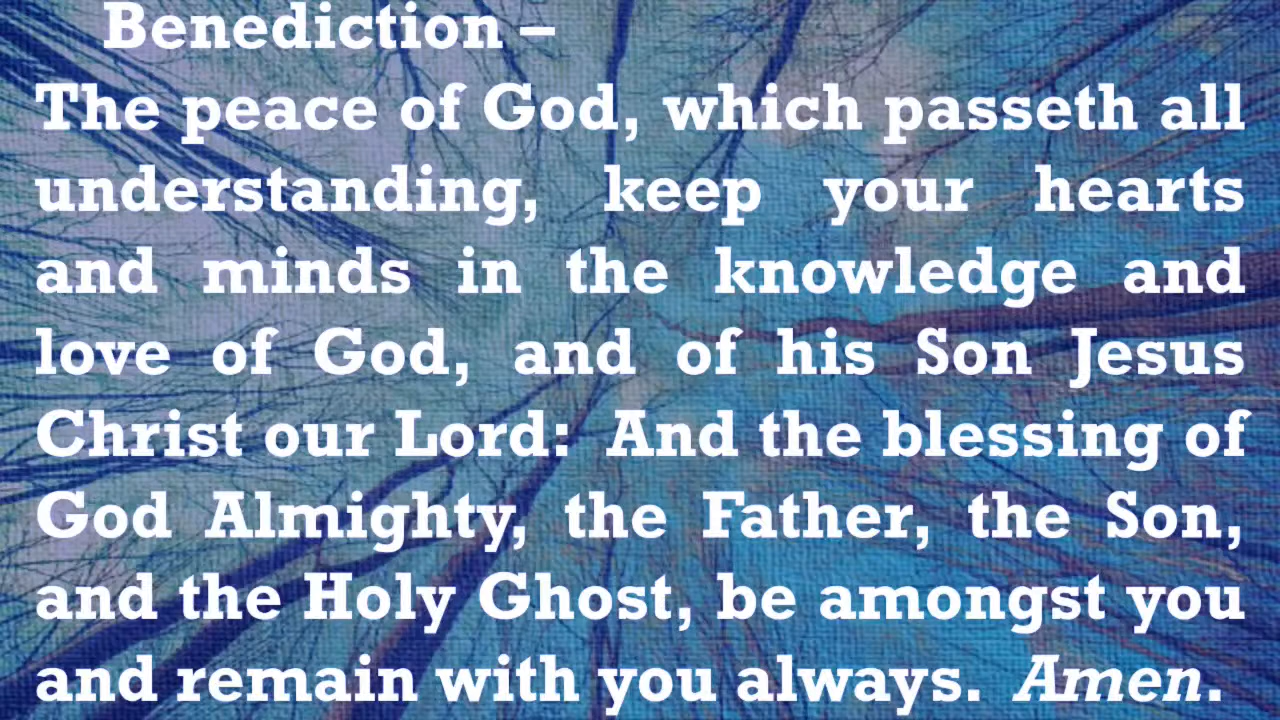 Benediction –
The peace of God, which passeth all
understanding, keep your hearts
and minds in the knowledge and
love of God, and of his Son Jesus
Christ our Lord: And the blessing of
God Almighty, the Father, the Son,
and the Holy Ghost, be amongst you
and remain with you always. Amen.